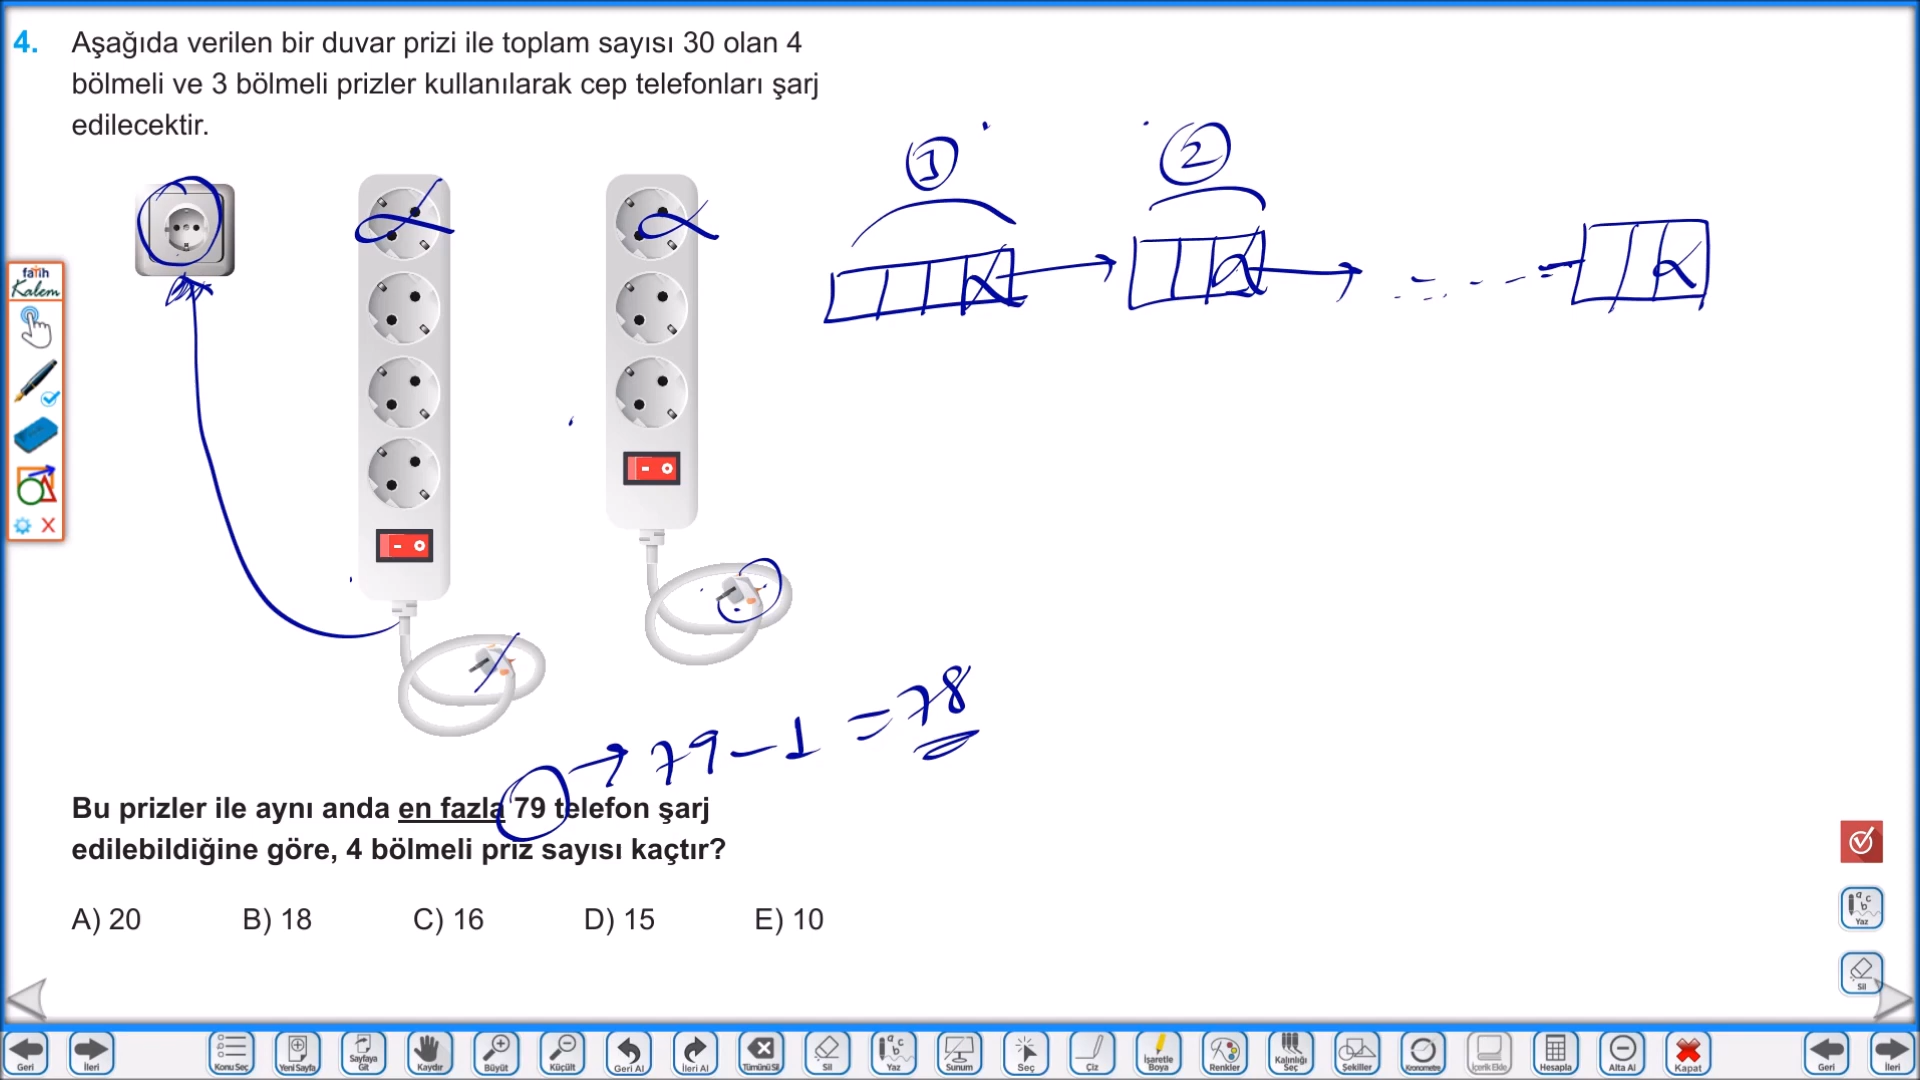 4. Aşağıda verilen bir duvar prizi ile toplam sayısı 30 olan 4
bölmeli ve 3 bölmeli prizler kullanılarak cep telefonları şarj
edilecektir.
1
2
fatih
Kalem
→ 79 - 1 = 78
Bu prizler ile aynı anda en fazla 79 telefon şarj
edilebildiğine göre, 4 bölmeli priz sayısı kaçtır?
A) 20 B) 18 C) 16 D) 15 E) 10
a b c
Yaz
Sil
Geri İleri Konu Seç Yeni Sayfa Sayfaya Git Kaydır Büyüt Küçült Geri Al İleri Al Tümünü Sil Sil Yaz Sunum Seç Çiz İşaretle Boya Renkler Kalınlığı Seç Şekiller Kronometre İçerik Ekle Hesapla Alta Al Kapat Geri İleri